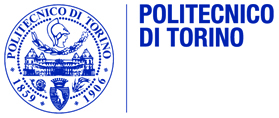 POLITECNICO DI TORINO
1859
1906
POLITECNICO
DI TORINO